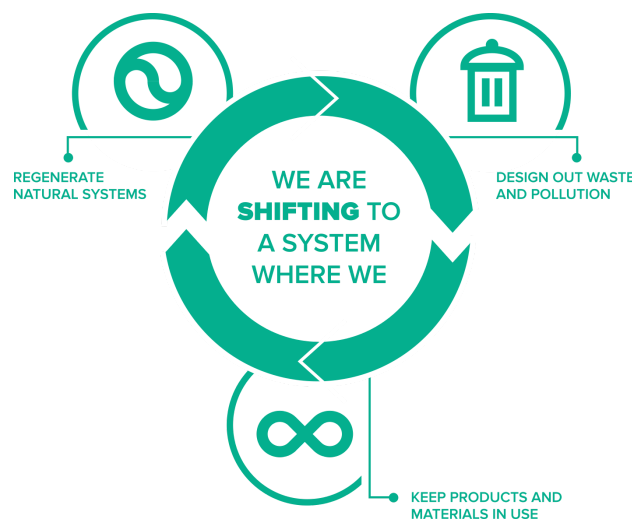 REGENERATE
NATURAL SYSTEMS
DESIGN OUT WASTE
AND POLLUTION
WE ARE
SHIFTING TO
A SYSTEM
WHERE WE
KEEP PRODUCTS AND
MATERIALS IN USE